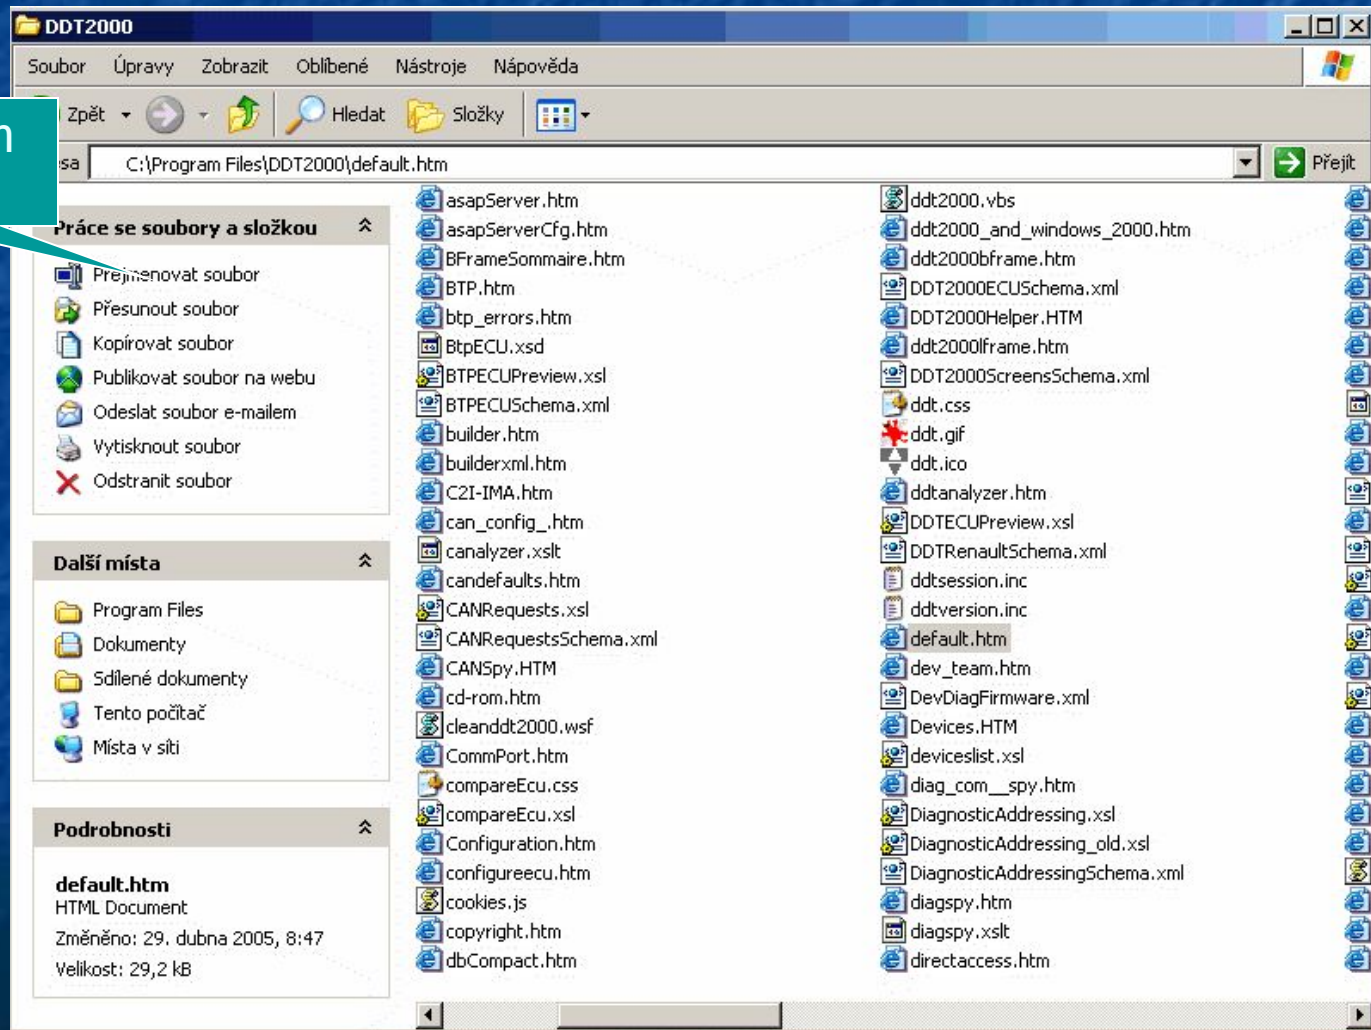 DDT2000
Soubor Úpravy Zobrazit Oblíbené Nástroje Nápověda
Zpět Hledat Složky
esa C:\Program Files\DDT2000\default.htm Přejít
Práce se soubory a složkou
Přejmenovat soubor
Přesunout soubor
Kopírovat soubor
Publikovat soubor na webu
Odeslat soubor e-mailem
Vytisknout soubor
Odstranit soubor
Další místa
Program Files
Dokumenty
Sdílené dokumenty
Tento počítač
Místa v síti
Podrobnosti
default.htm
HTML Document
Změněno: 29. dubna 2005, 8:47
Velikost: 29,2 kB
asapServer.htm
asapServerCfg.htm
BFrameSommaire.htm
BTP.htm
btp_errors.htm
BtpECU.xsd
BTPECUPreview.xsl
BTPECUSchema.xml
builder.htm
builderxml.htm
C2I-IMA.htm
can_config_.htm
canalyzer.xslt
candefaults.htm
CANRequests.xsl
CANRequestsSchema.xml
CANSpy.HTM
cd-rom.htm
cleanddt2000.wsf
CommPort.htm
compareEcu.css
compareEcu.xsl
Configuration.htm
configureecu.htm
cookies.js
copyright.htm
dbCompact.htm
ddt2000.vbs
ddt2000_and_windows_2000.htm
ddt2000bframe.htm
DDT2000ECUSchema.xml
DDT2000Helper.HTM
ddt2000lframe.htm
DDT2000ScreensSchema.xml
ddt.css
ddt.gif
ddt.ico
ddtanalyzer.htm
DDTECUPreview.xsl
DDTRenaultSchema.xml
ddtsession.inc
ddtversion.inc
default.htm
dev_team.htm
DevDiagFirmware.xml
Devices.HTM
deviceslist.xsl
diag_com__spy.htm
DiagnosticAddressing.xsl
DiagnosticAddressing_old.xsl
DiagnosticAddressingSchema.xml
diagspy.htm
diagspy.xslt
directaccess.htm